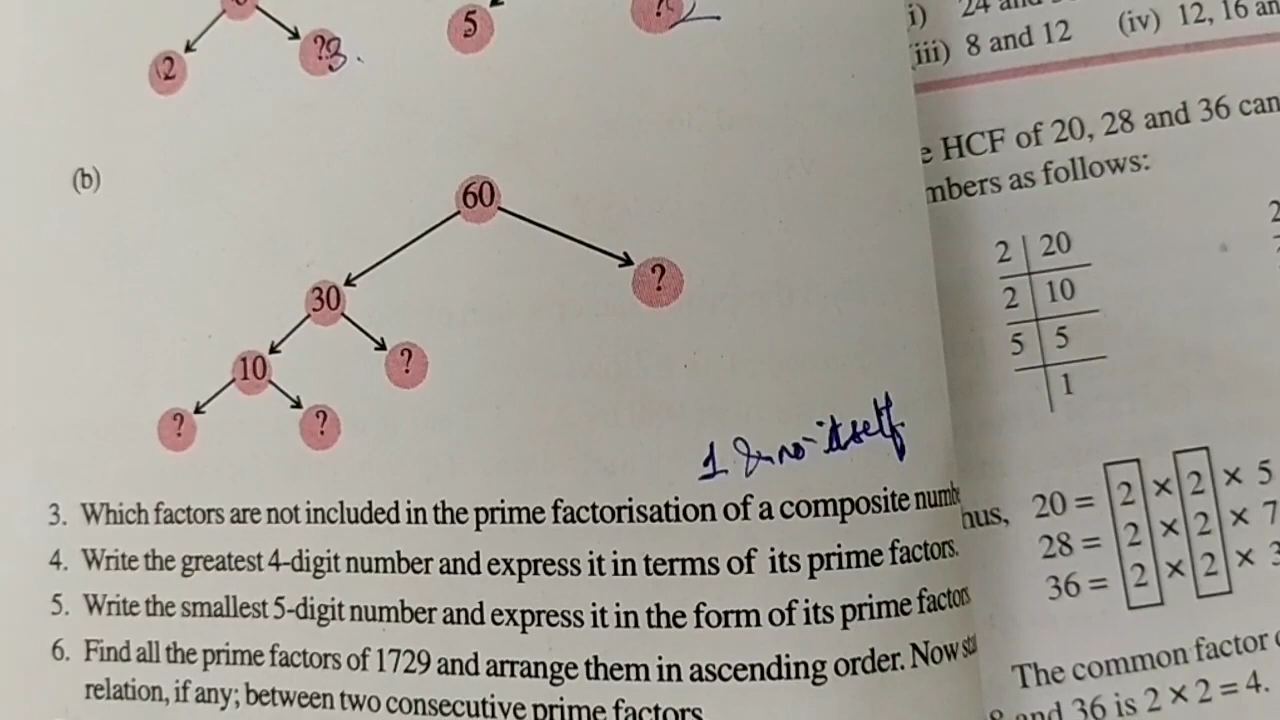 2
?3.
5
?2
(b)
60
30
?
10
?
?
?
1 & no itself
3. Which factors are not included in the prime factorisation of a composite numbe
4. Write the greatest 4-digit number and express it in terms of its prime factors.
5. Write the smallest 5-digit number and express it in the form of its prime factors
6. Find all the prime factors of 1729 and arrange them in ascending order. Now
relation, if any; between two consecutive prime factors
i) 24
(iii) 8 and 12 (iv) 12, 16 an
e HCF of 20, 28 and 36 can
mbers as follows:
2 | 20
2 | 10
5 | 5
| 1
hus, 20 = 2 × 2 × 5
28 = 2 × 2 × 7
36 = 2 × 2 × 3
The common factor
and 36 is 2 × 2 = 4.